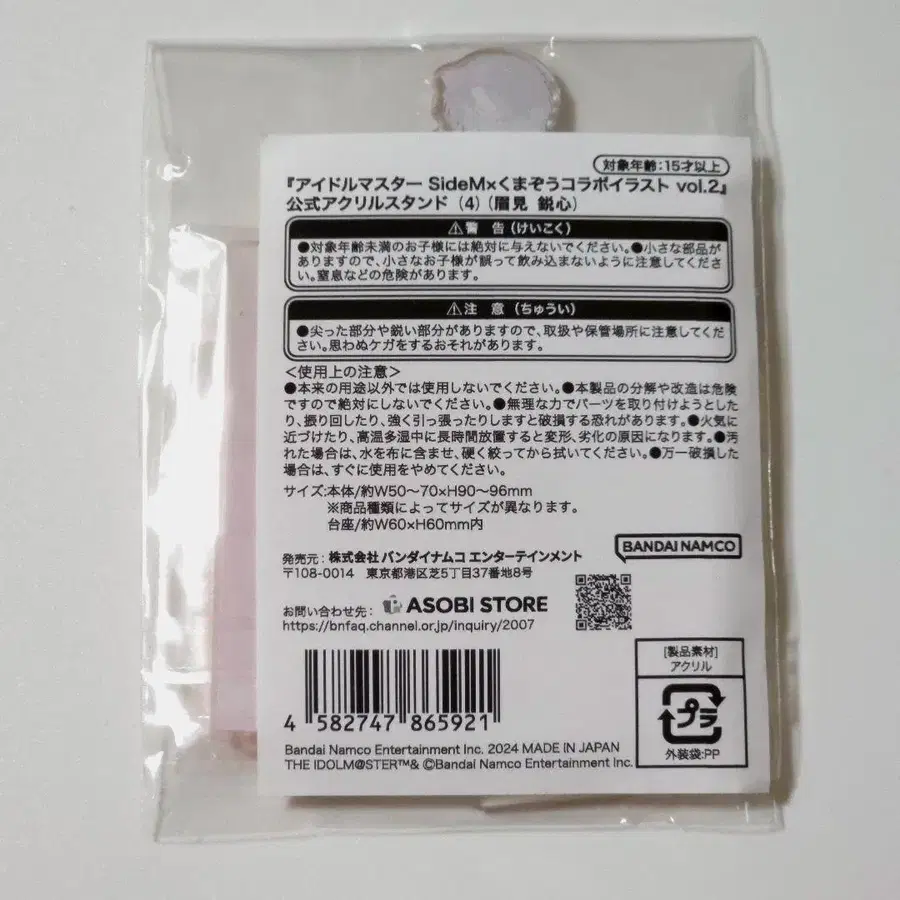 対象年齢:15才以上
『アイドルマスター SideM×くまぞうコラボイラスト vol.2』
公式アクリルスタンド（4）（眉見 鋭心）
⚠警 告（けいこく）
●対象年齢未満のお子様には絶対に与えないでください。●小さな部品が
ありますので、小さなお子様が誤って飲み込まないように注意してくださ
い。窒息などの危険があります。
⚠注 意（ちゅうい）
●尖った部分や鋭い部分がありますので、取扱や保管場所に注意してくだ
さい。思わぬケガをするおそれがあります。
＜使用上の注意＞
●本来の用途以外では使用しないでください。●本製品の分解や改造は危険
ですので絶対にしないでください。●無理な力でパーツを取り付けようとした
り、振り回したり、強く引っ張ったりしますと破損する恐れがあります。●火気に
近づけたり、高温多湿中に長時間放置すると変形、劣化の原因になります。●汚
れた場合は、水を布に含ませ、硬く絞ってから拭いてください。●万一破損した
場合は、すぐに使用をやめてください。
サイズ:本体/約W50～70×H90～96mm
※商品種類によってサイズが異なります。
台座/約W60×H60mm内
BANDAI NAMCO
発売元：株式会社 バンダイナムコ エンターテインメント
〒108-0014 東京都港区芝5丁目37番地8号
お問い合わせ先： ASOBI STORE
https://bnfaq.channel.or.jp/inquiry/2007
[製品素材]
アクリル
プラ
外装袋:PP
4 582747 865921
Bandai Namco Entertainment Inc. 2024 MADE IN JAPAN
THE IDOLM@STER™& ©Bandai Namco Entertainment Inc.